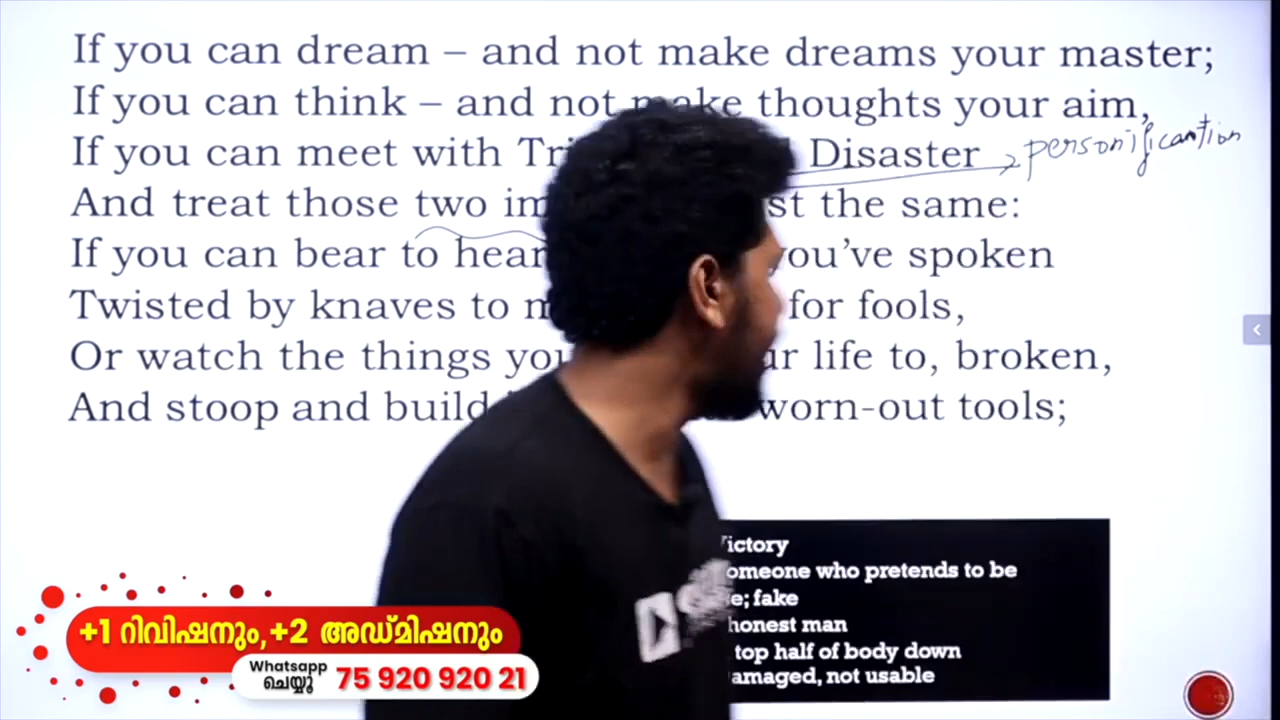 If you can dream – and not make dreams your master;
If you can think – and not make thoughts your aim,
If you can meet with Disaster personificantion
And treat those two st the same:
If you can bear to hear you've spoken
Twisted by knaves to for fools,
Or watch the things life to, broken,
And stoop and build worn-out tools;
ictory
omeone who pretends to be
e; fake
honest man
top half of body down
amaged, not usable
+1 റിവിഷനും, +2 അഡ്മിഷനും
Whatsapp
ചെയ്യൂ 75 920 920 21